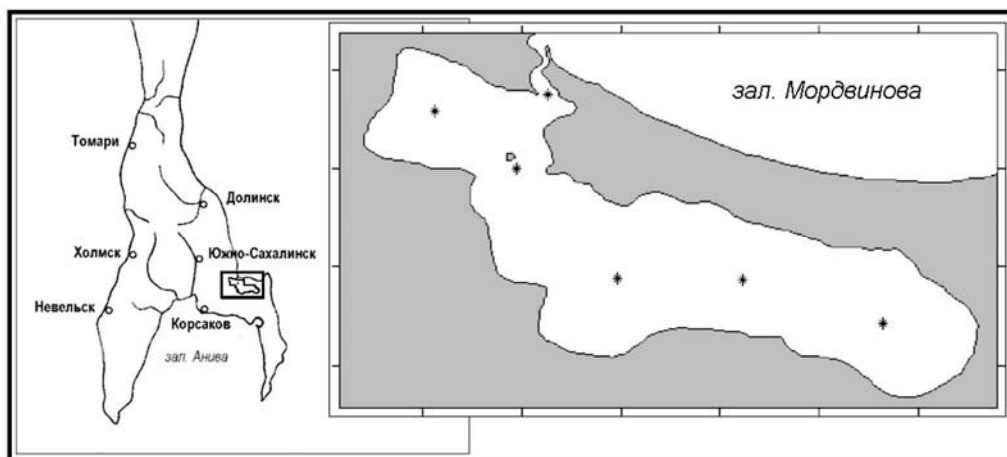 Томари
Долинск
Холмск
Южно-Сахалинск
Невельск
Корсаков
зал. Анива
зал. Мордвинова